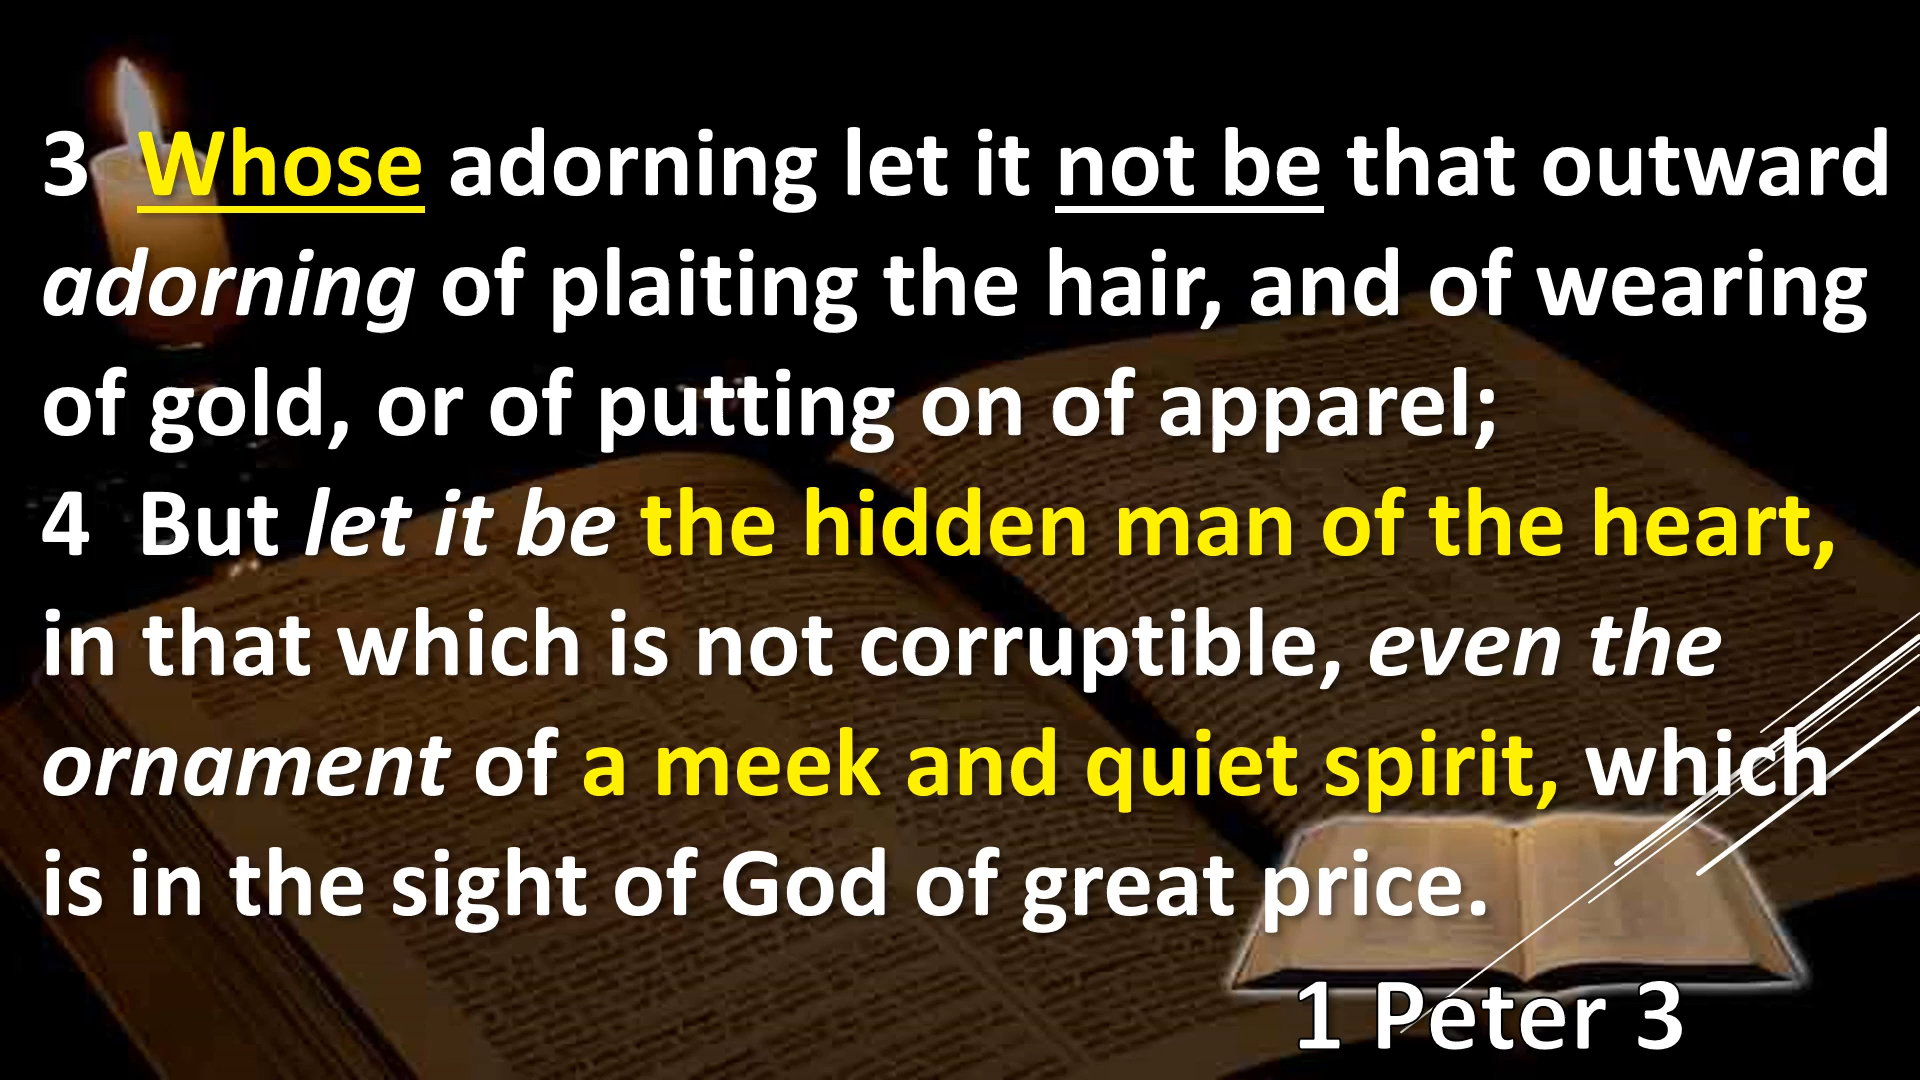 3 Whose adorning let it not be that outward
adorning of plaiting the hair, and of wearing
of gold, or of putting on of apparel;
4 But let it be the hidden man of the heart,
in that which is not corruptible, even the
ornament of a meek and quiet spirit, which
is in the sight of God of great price.
1 Peter 3